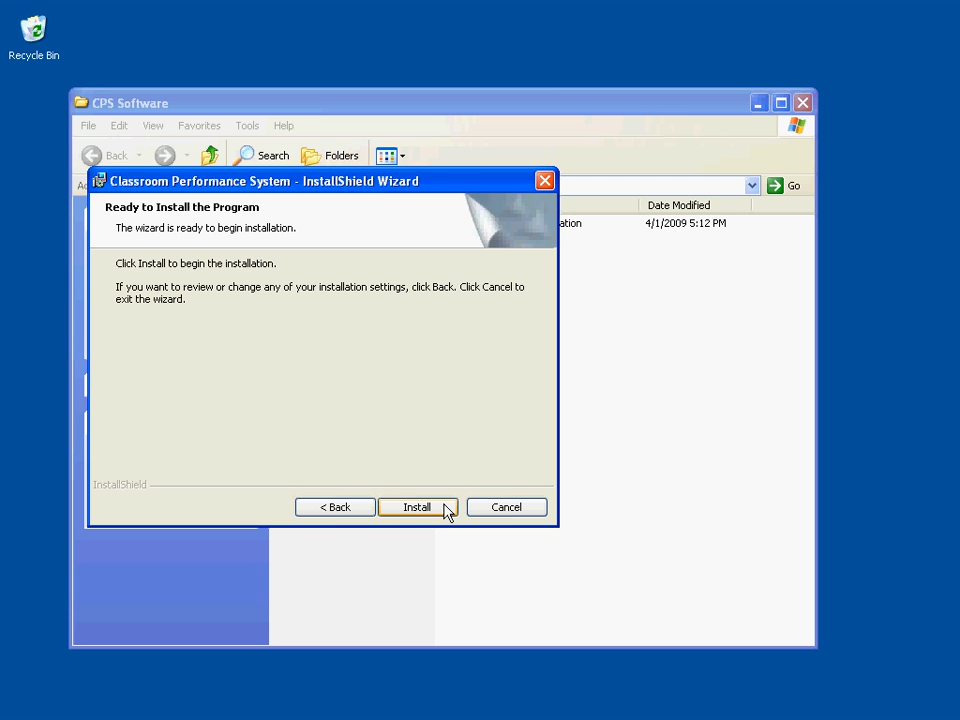 Recycle Bin
CPS Software
File Edit View Favorites Tools Help
Back Search Folders
Go
Classroom Performance System - InstallShield Wizard
Ready to Install the Program
The wizard is ready to begin installation.
Date Modified
4/1/2009 5:12 PM
Click Install to begin the installation.
If you want to review or change any of your installation settings, click Back. Click Cancel to
exit the wizard.
InstallShield
< Back Install Cancel